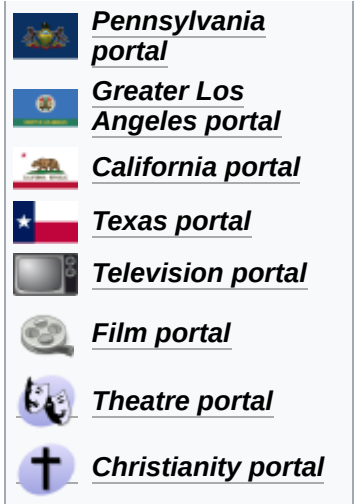 Pennsylvania
portal
Greater Los
Angeles portal
California portal
Texas portal
Television portal
Film portal
Theatre portal
Christianity portal